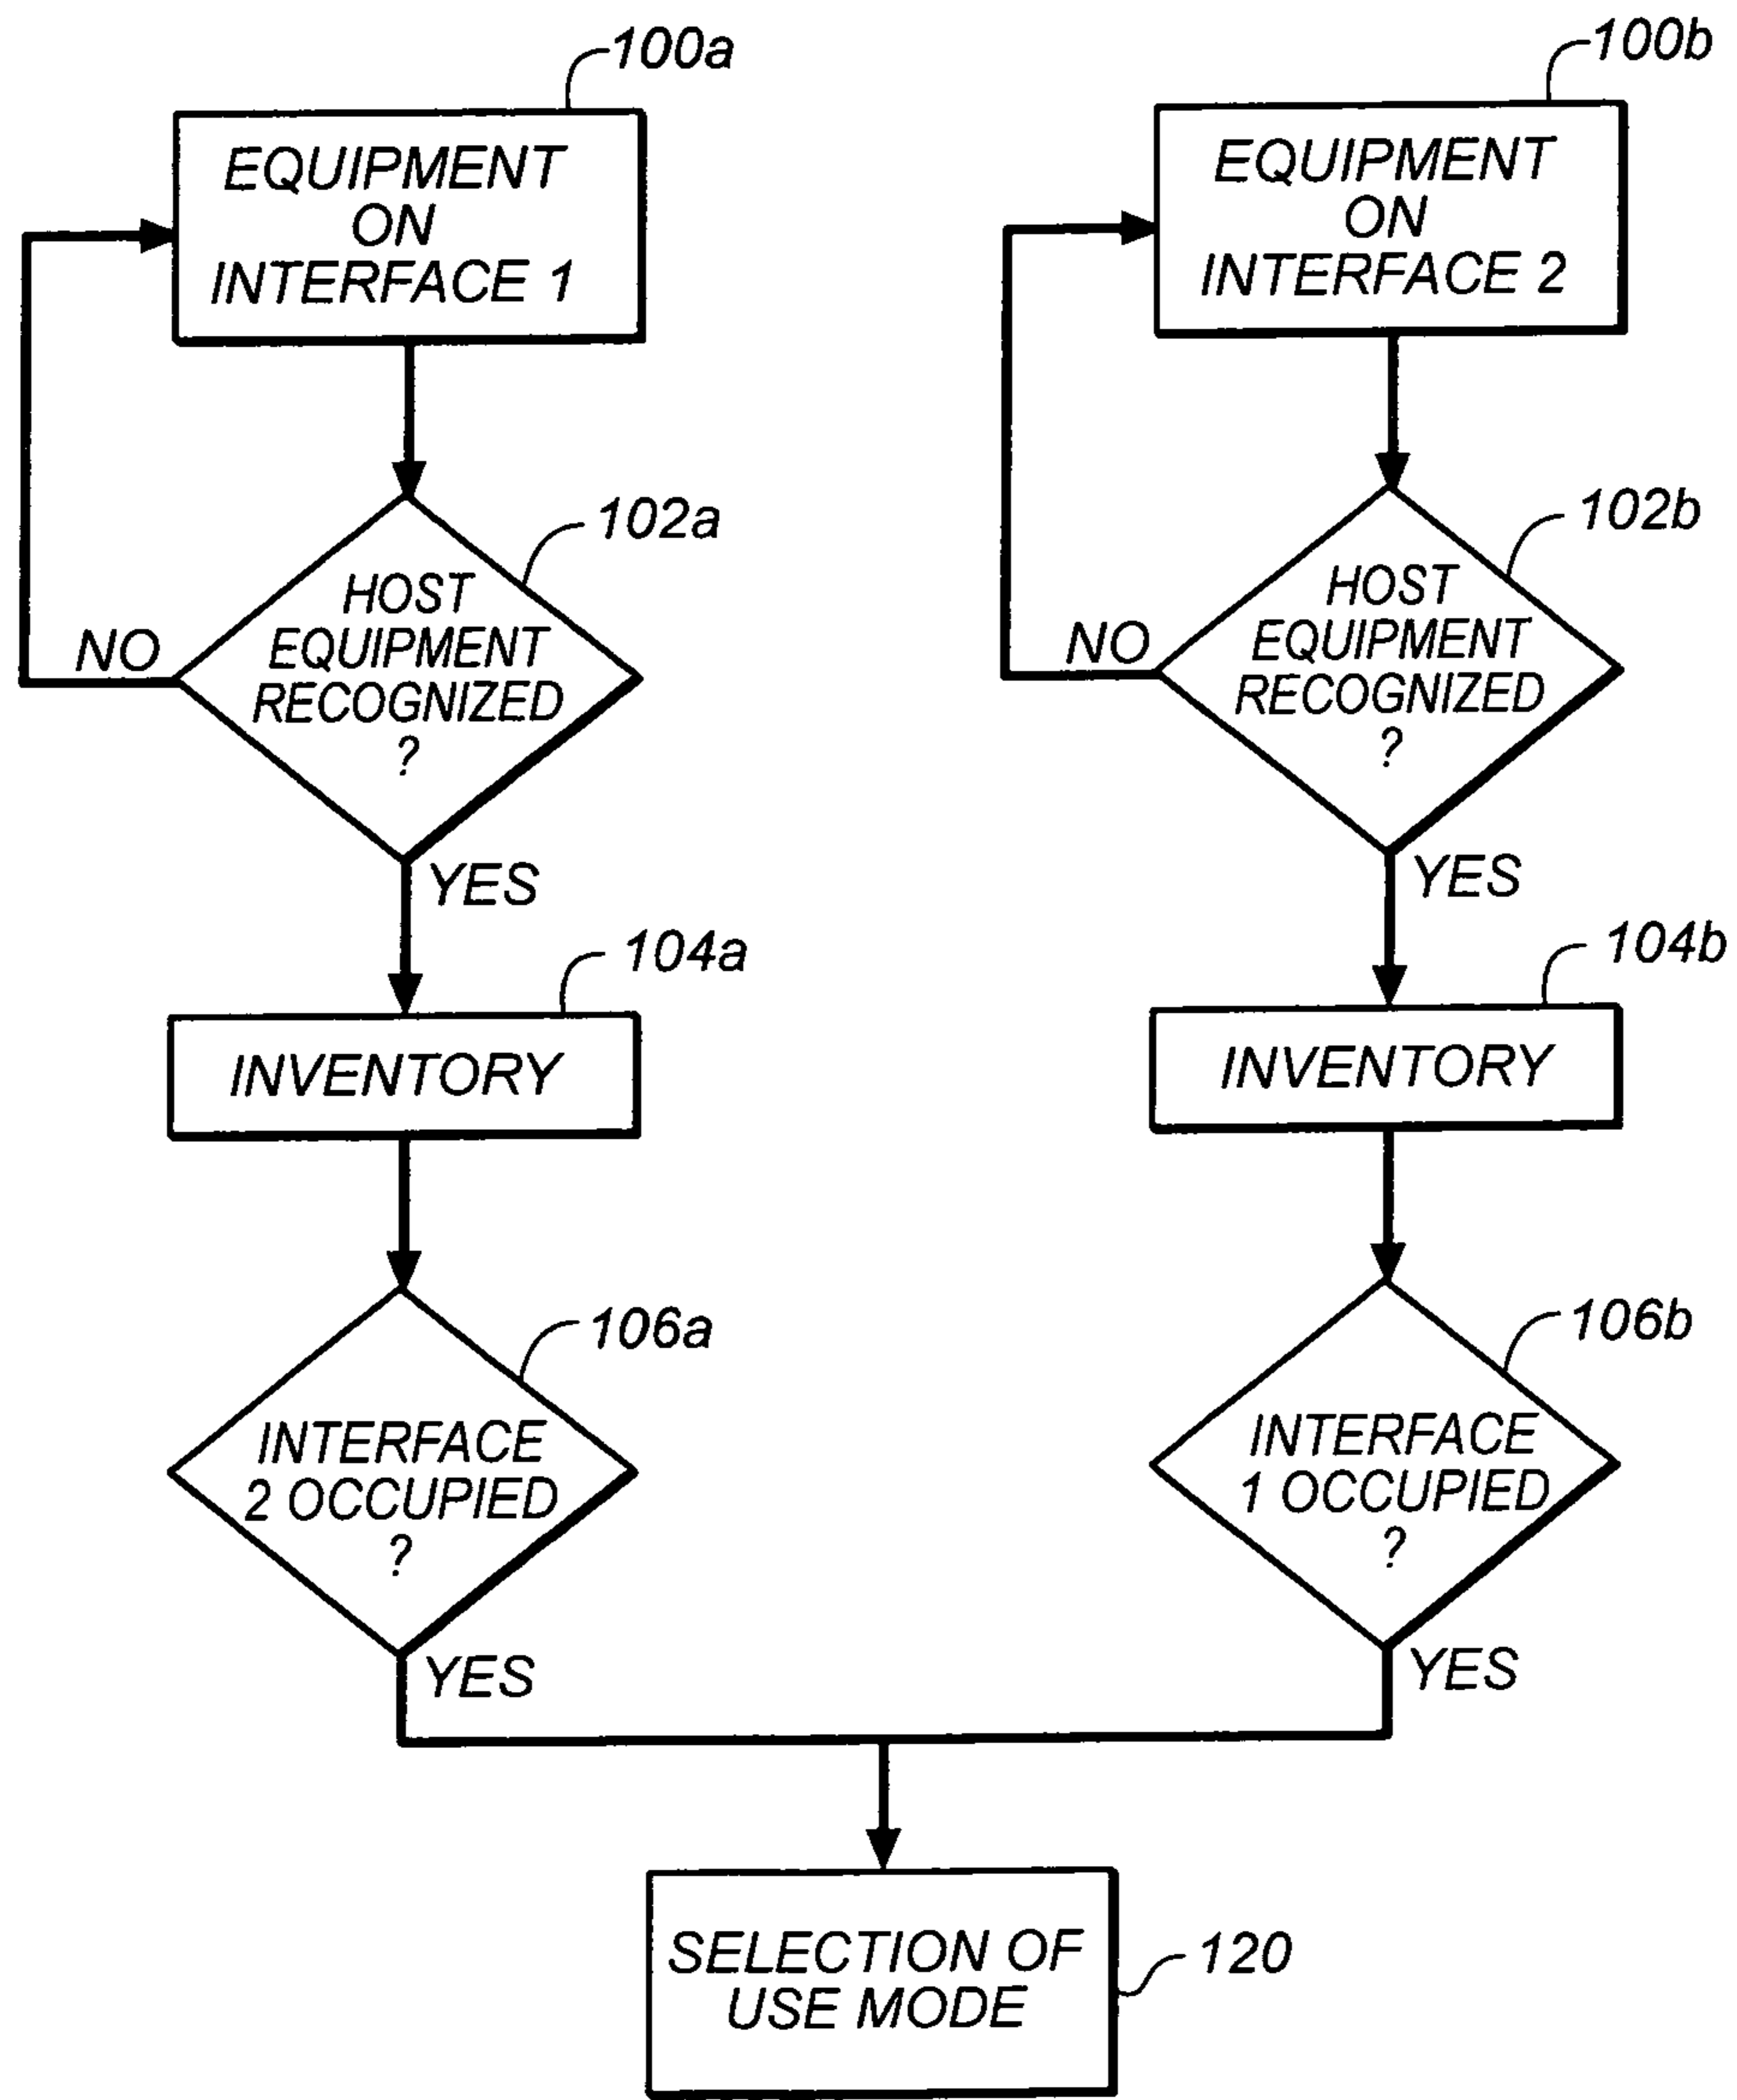 100a
EQUIPMENT
ON
INTERFACE 1
102a
HOST
EQUIPMENT
RECOGNIZED
?
NO
YES
104a
INVENTORY
106a
INTERFACE
2 OCCUPIED
?
YES
100b
EQUIPMENT
ON
INTERFACE 2
102b
HOST
EQUIPMENT
RECOGNIZED
?
NO
YES
104b
INVENTORY
106b
INTERFACE
1 OCCUPIED
?
YES
SELECTION OF
USE MODE
120